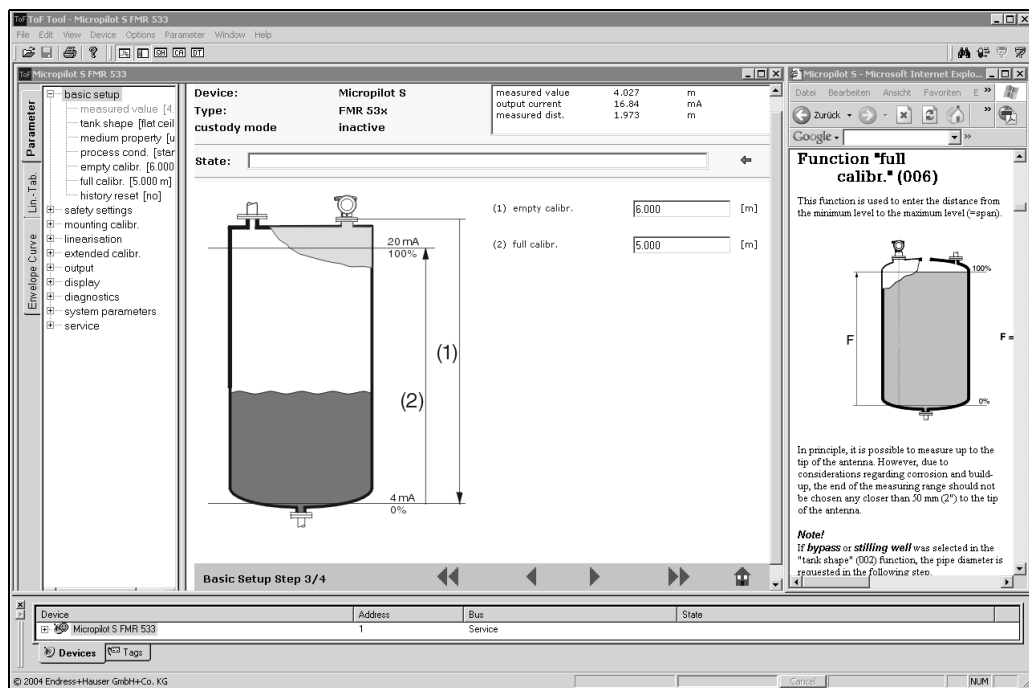 ToF Tool - Micropilot S FMR 533
File Edit View Device Options Parameter Window Help
Micropilot S FMR 533
Parameter
Lin.-Tab.
Envelope Curve
basic setup
measured value [4.
tank shape [flat ceil
medium property [u
process cond. [star
empty calibr. [6.000
full calibr. [5.000 m]
history reset [no]
safety settings
mounting calibr.
linearisation
extended calibr.
output
display
diagnostics
system parameters
service
Device: Micropilot S
Type: FMR 53x
custody mode inactive
measured value 4.027 m
output current 16.84 mA
measured dist. 1.973 m
State:
20 mA
100%
(1)
(2)
4 mA
0%
(1) empty calibr. 6.000 [m]
(2) full calibr. 5.000 [m]
Basic Setup Step 3/4
Micropilot S - Microsoft Internet Explo...
Datei Bearbeiten Ansicht Favoriten E »
Zurück
Google
Function "full
calibr." (006)
This function is used to enter the distance from
the minimum level to the maximum level (=span).
100%
F
F =
0%
In principle, it is possible to measure up to the
tip of the antenna. However, due to
considerations regarding corrosion and build-
up, the end of the measuring range should not
be chosen any closer than 50 mm (2") to the tip
of the antenna.
Note!
If bypass or stilling well was selected in the
"tank shape" (002) function, the pipe diameter is
requested in the following step.
Device Address Bus State
Micropilot S FMR 533 1 Service
Devices Tags
© 2004 Endress+Hauser GmbH+Co. KG
Cancel
NUM